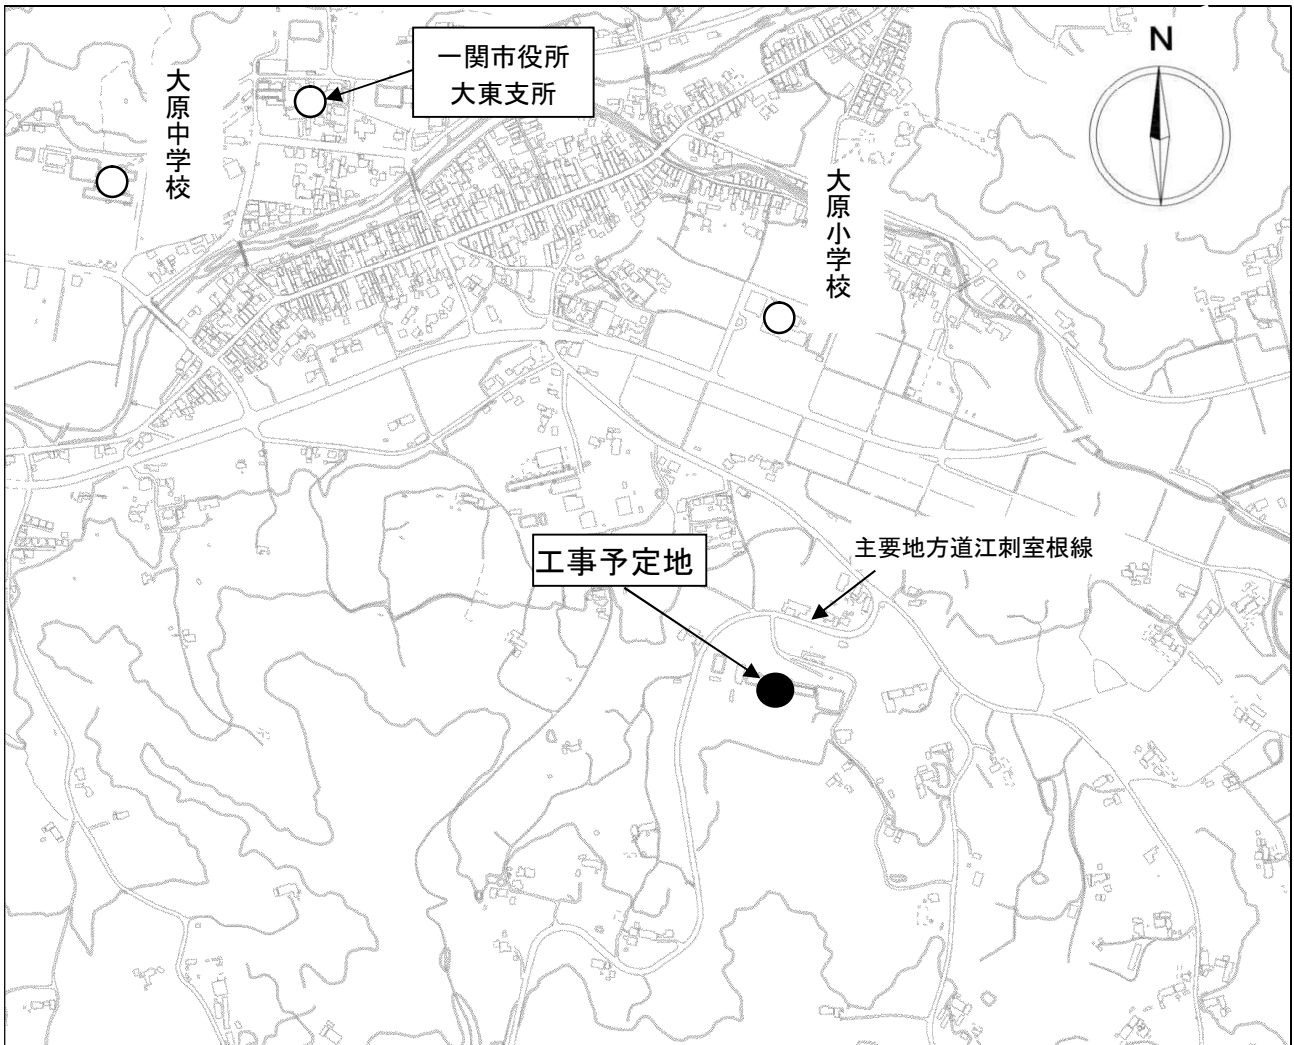 一関市役所
大東支所
N
大原中学校
大原小学校
工事予定地
主要地方道江刺室根線